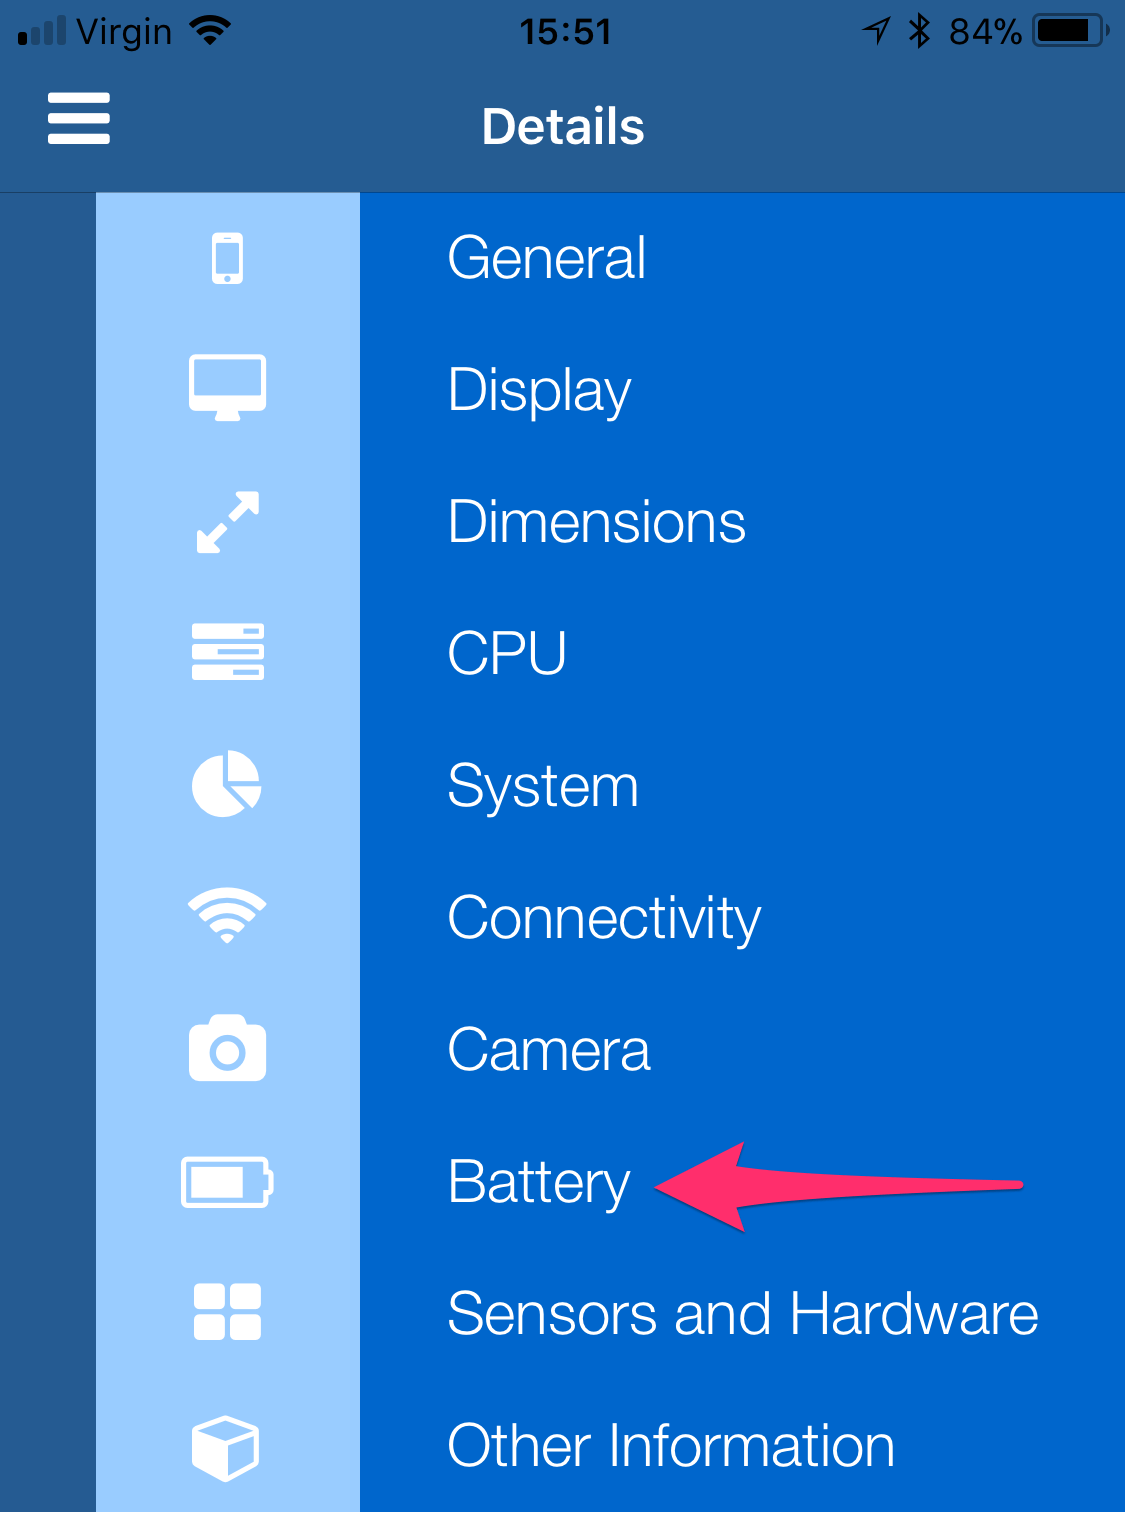 Virgin 15:51 84%
Details
General
Display
Dimensions
CPU
System
Connectivity
Camera
Battery
Sensors and Hardware
Other Information